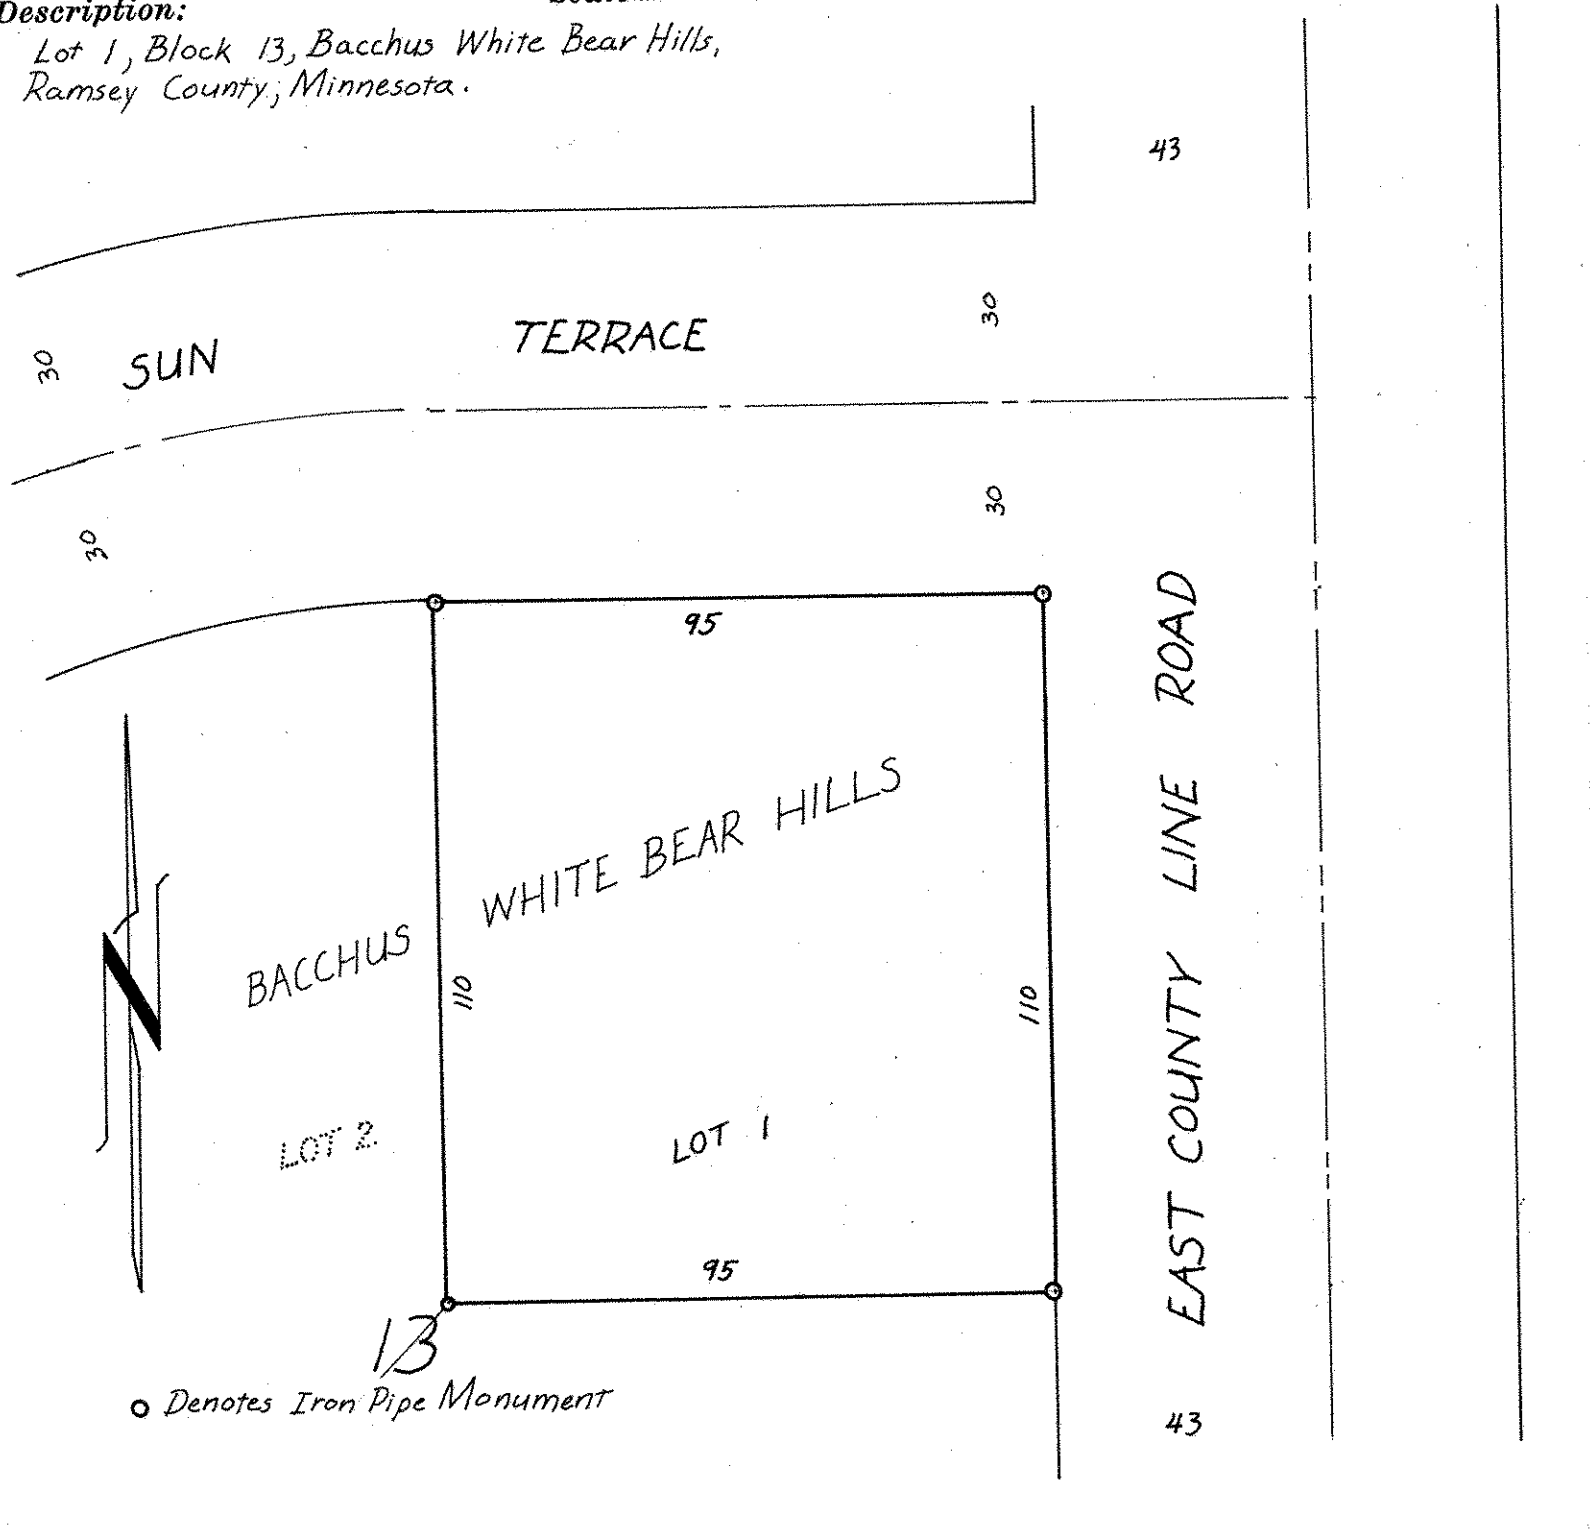 Description:
Lot 1, Block 13, Bacchus White Bear Hills,
Ramsey County, Minnesota.
43
30
SUN TERRACE
30
30
30
95
EAST COUNTY LINE ROAD
BACCHUS WHITE BEAR HILLS
N
110
110
LOT 2
LOT 1
95
13
o Denotes Iron Pipe Monument
43